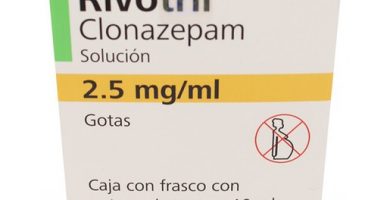 Rivotril
Clonazepam
Solución
2.5 mg/ml
Gotas
Caja con frasco con